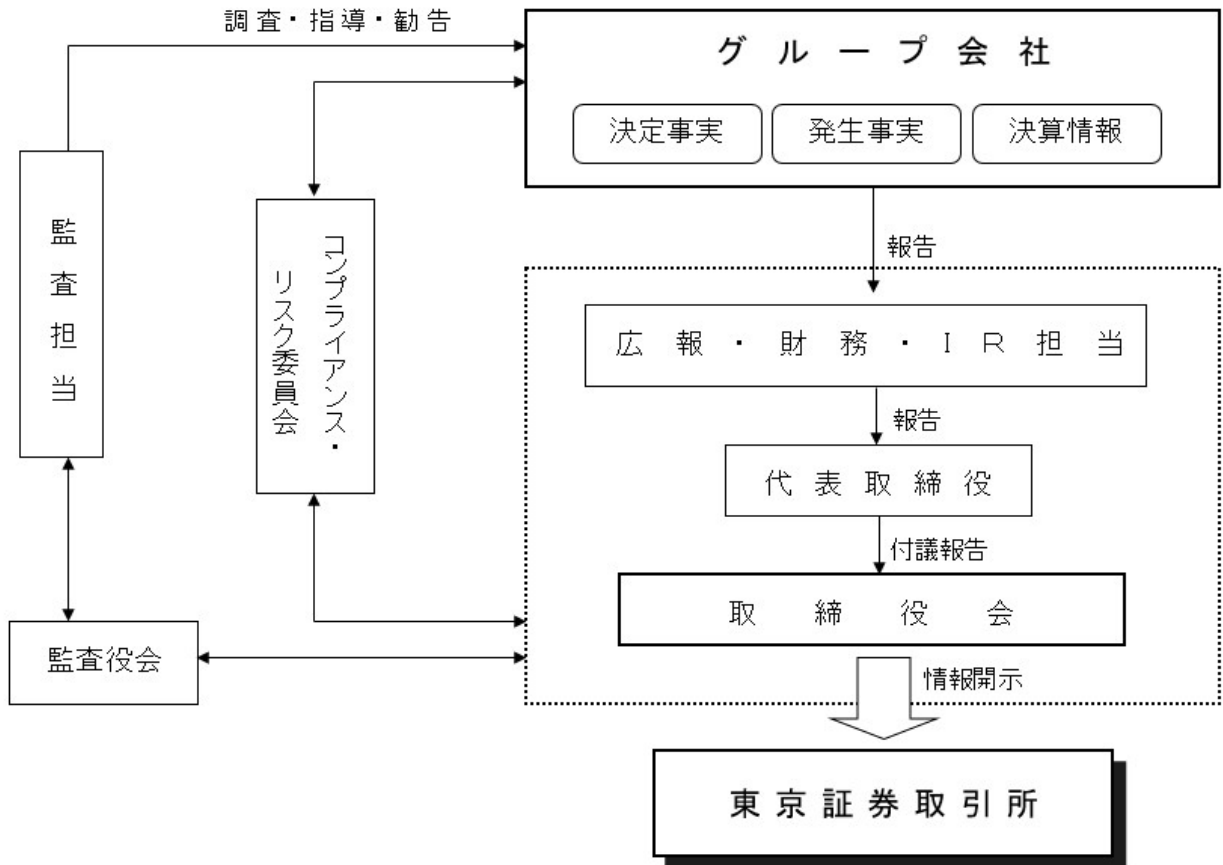 調査・指導・勧告
グループ会社
決定事実
発生事実
決算情報
監査担当
コンプライアンス・
リスク委員会
報告
広報・財務・ＩＲ担当
報告
代表取締役
付議報告
取締役会
監査役会
情報開示
東京証券取引所